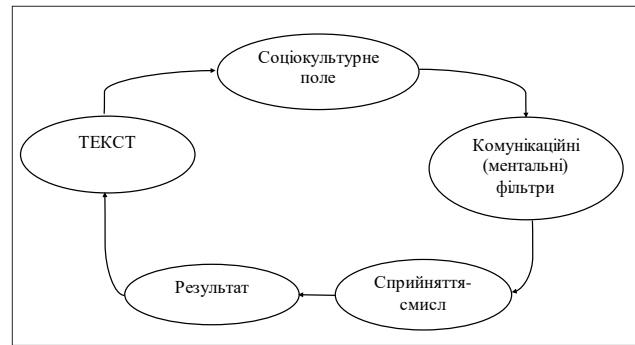 Соціокультурне
поле
ТЕКСТ
Комунікаційні
(ментальні)
фільтри
Результат
Сприйняття-
смисл